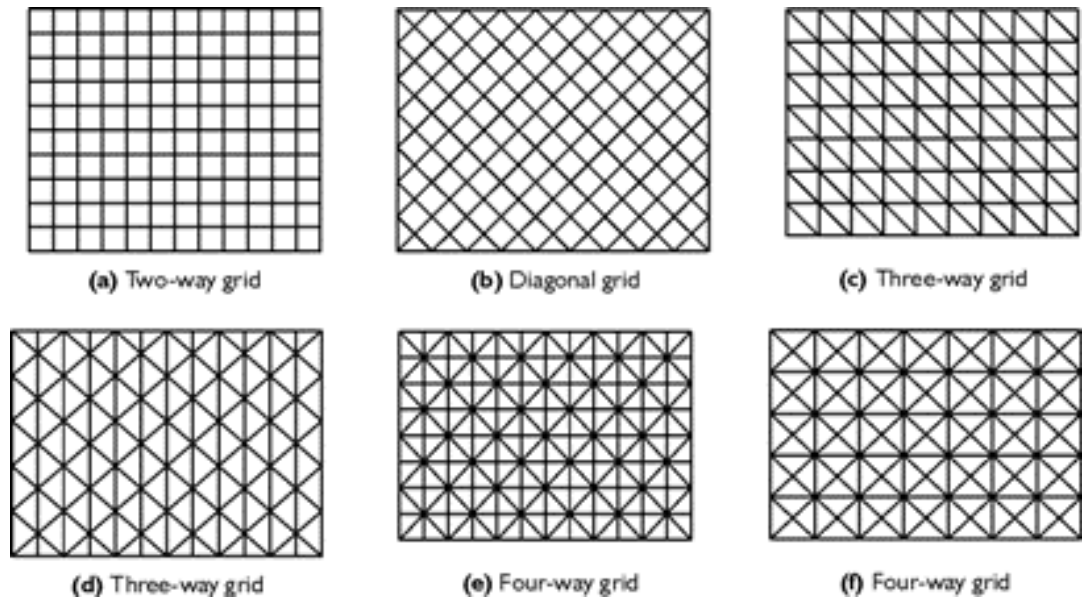 (a) Two-way grid
(b) Diagonal grid
(c) Three-way grid
(d) Three-way grid
(e) Four-way grid
(f) Four-way grid